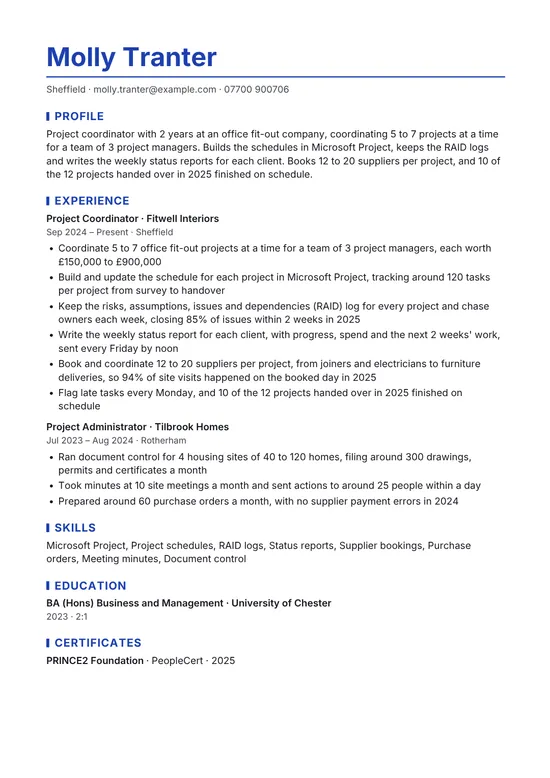 Molly Tranter
Sheffield · molly.tranter@example.com · 07700 900706
PROFILE
Project coordinator with 2 years at an office fit-out company, coordinating 5 to 7 projects at a time
for a team of 3 project managers. Builds the schedules in Microsoft Project, keeps the RAID logs
and writes the weekly status reports for each client. Books 12 to 20 suppliers per project, and 10 of
the 12 projects handed over in 2025 finished on schedule.
EXPERIENCE
Project Coordinator · Fitwell Interiors
Sep 2024 – Present · Sheffield
• Coordinate 5 to 7 office fit-out projects at a time for a team of 3 project managers, each worth
£150,000 to £900,000
• Build and update the schedule for each project in Microsoft Project, tracking around 120 tasks
per project from survey to handover
• Keep the risks, assumptions, issues and dependencies (RAID) log for every project and chase
owners each week, closing 85% of issues within 2 weeks in 2025
• Write the weekly status report for each client, with progress, spend and the next 2 weeks' work,
sent every Friday by noon
• Book and coordinate 12 to 20 suppliers per project, from joiners and electricians to furniture
deliveries, so 94% of site visits happened on the booked day in 2025
• Flag late tasks every Monday, and 10 of the 12 projects handed over in 2025 finished on
schedule
Project Administrator · Tilbrook Homes
Jul 2023 – Aug 2024 · Rotherham
• Ran document control for 4 housing sites of 40 to 120 homes, filing around 300 drawings,
permits and certificates a month
• Took minutes at 10 site meetings a month and sent actions to around 25 people within a day
• Prepared around 60 purchase orders a month, with no supplier payment errors in 2024
SKILLS
Microsoft Project, Project schedules, RAID logs, Status reports, Supplier bookings, Purchase
orders, Meeting minutes, Document control
EDUCATION
BA (Hons) Business and Management · University of Chester
2023 · 2:1
CERTIFICATES
PRINCE2 Foundation · PeopleCert · 2025